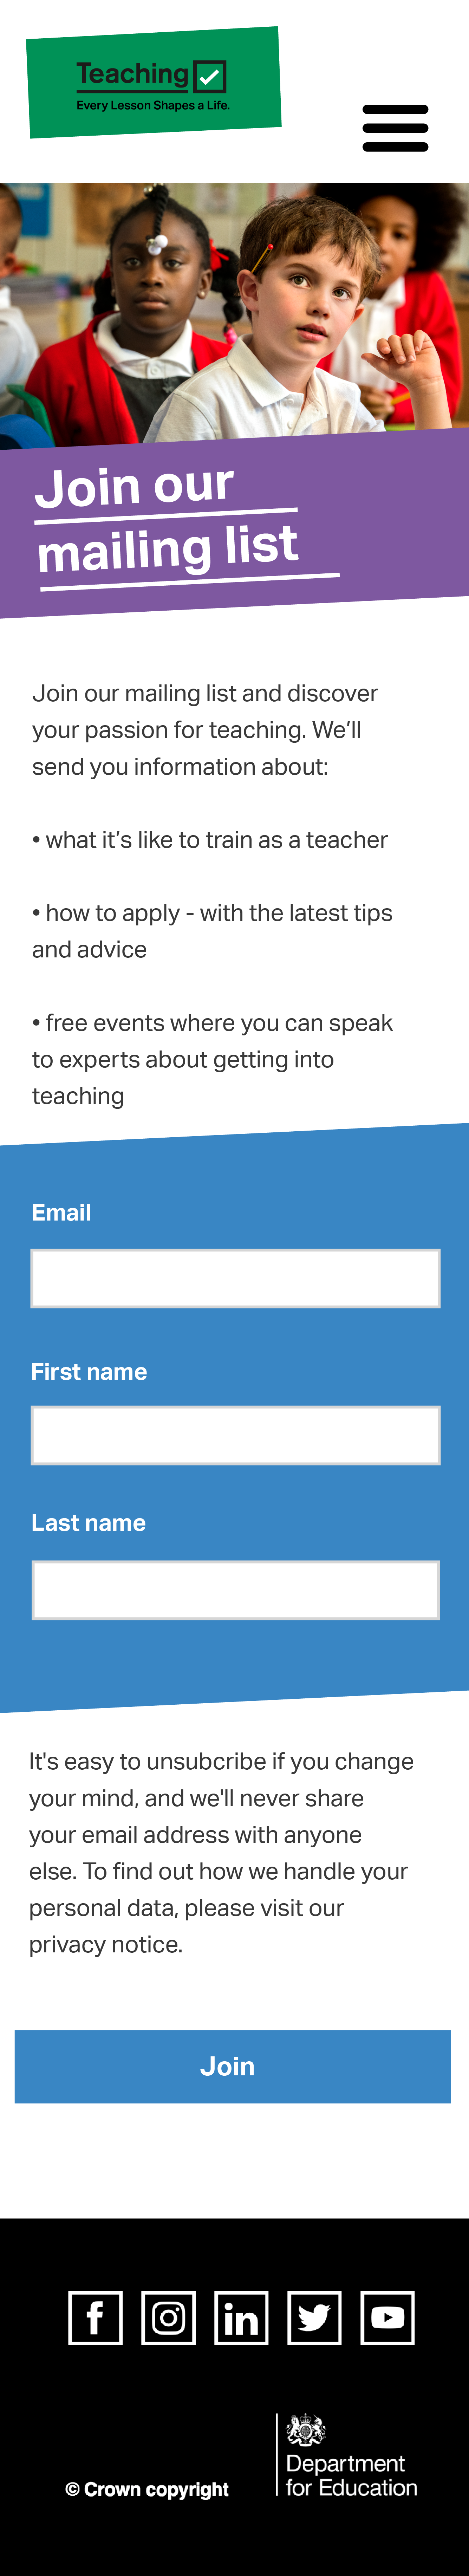 Teaching
Every Lesson Shapes a Life.
Join our
mailing list
Join our mailing list and discover
your passion for teaching. We’ll
send you information about:
• what it’s like to train as a teacher
• how to apply - with the latest tips
and advice
• free events where you can speak
to experts about getting into
teaching
Email
First name
Last name
It's easy to unsubcribe if you change
your mind, and we'll never share
your email address with anyone
else. To find out how we handle your
personal data, please visit our
privacy notice.
Join
© Crown copyright
Department
for Education